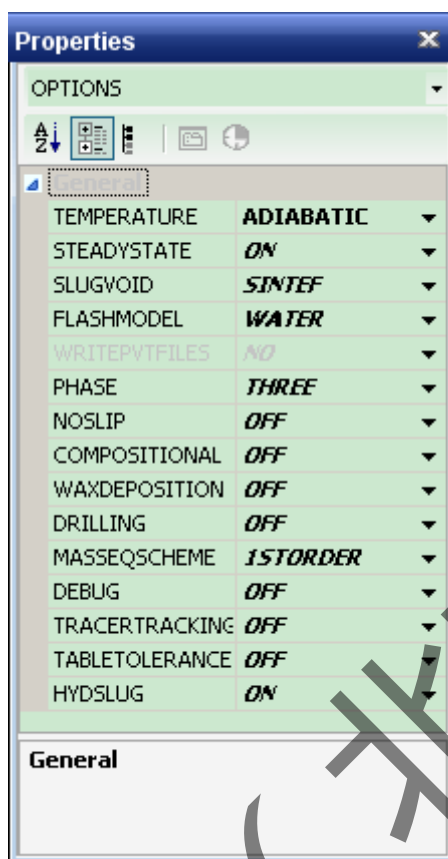 Properties
OPTIONS
General
TEMPERATURE ADIABATIC
STEADYSTATE ON
SLUGVOID SINTEF
FLASHMODEL WATER
WRITEPVTFILES NO
PHASE THREE
NOSLIP OFF
COMPOSITIONAL OFF
WAXDEPOSITION OFF
DRILLING OFF
MASSEQSCHEME 1STORDER
DEBUG OFF
TRACERTRACKING OFF
TABLETOLERANCE OFF
HYDSLUG ON
General